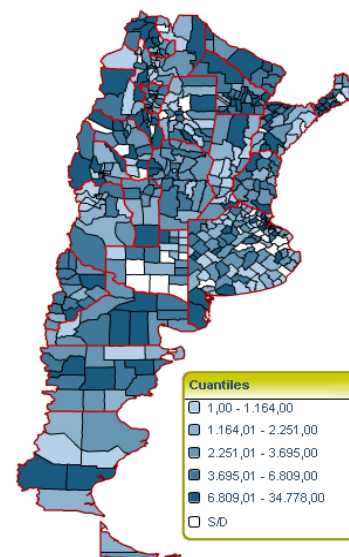 Cuantiles
1,00 - 1.164,00
1.164,01 - 2.251,00
2.251,01 - 3.695,00
3.695,01 - 6.809,00
6.809,01 - 34.778,00
S/D